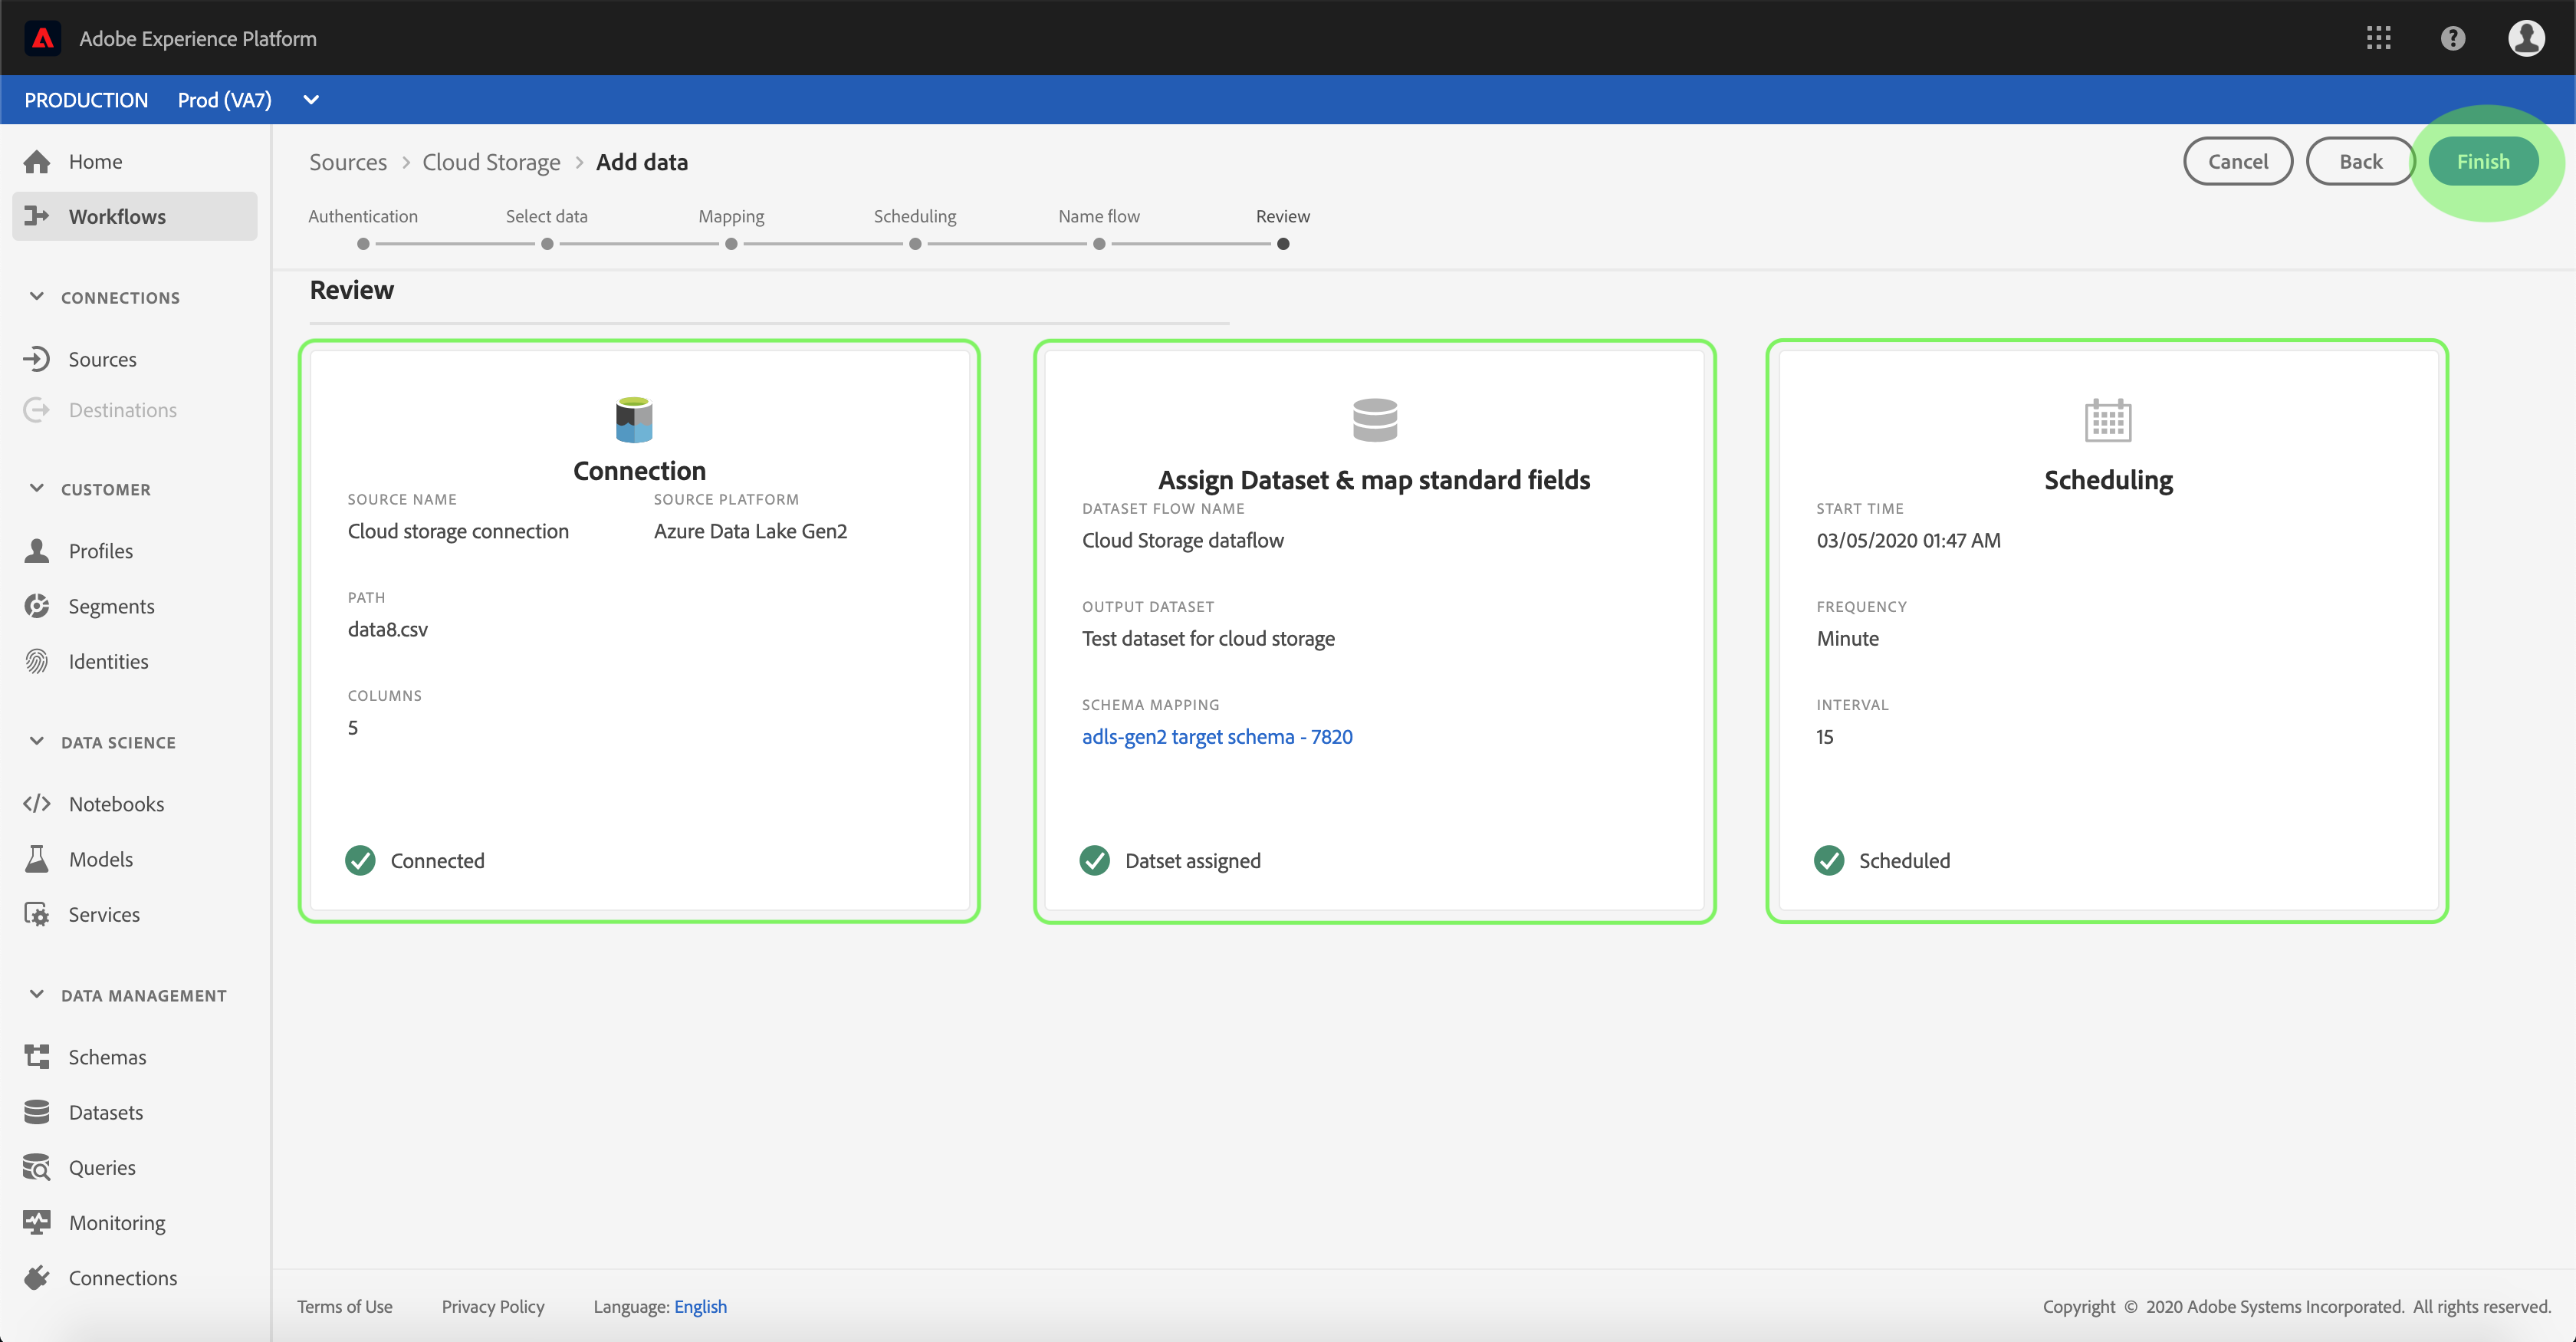 Adobe Experience Platform
PRODUCTION Prod (VA7)
Home
Workflows
CONNECTIONS
Sources
Destinations
CUSTOMER
Profiles
Segments
Identities
DATA SCIENCE
Notebooks
Models
Services
DATA MANAGEMENT
Schemas
Datasets
Queries
Monitoring
Connections
Sources > Cloud Storage > Add data
Cancel Back Finish
Authentication Select data Mapping Scheduling Name flow Review
Review
Connection
SOURCE NAME SOURCE PLATFORM
Cloud storage connection Azure Data Lake Gen2
PATH
data8.csv
COLUMNS
5
Connected
Assign Dataset & map standard fields
DATASET FLOW NAME
Cloud Storage dataflow
OUTPUT DATASET
Test dataset for cloud storage
SCHEMA MAPPING
adls-gen2 target schema - 7820
Datset assigned
Scheduling
START TIME
03/05/2020 01:47 AM
FREQUENCY
Minute
INTERVAL
15
Scheduled
Terms of Use Privacy Policy Language: English
Copyright © 2020 Adobe Systems Incorporated. All rights reserved.